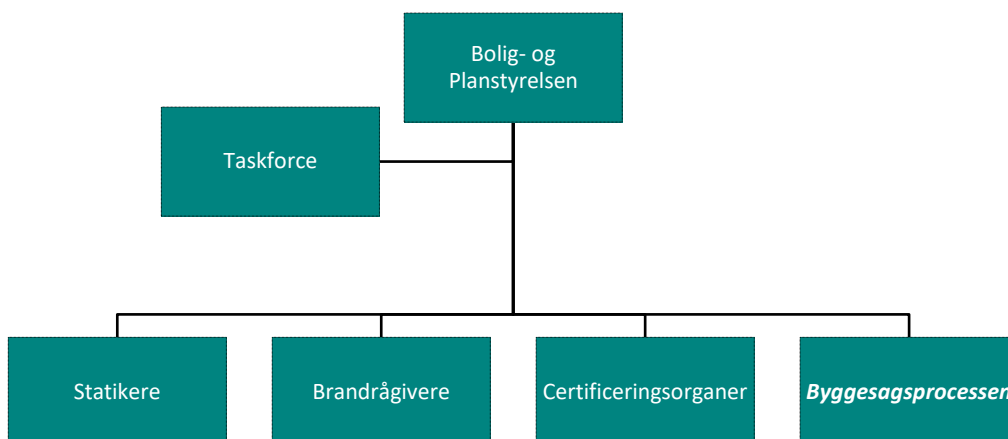 Bolig- og
Planstyrelsen
Taskforce
Statikere
Brandrågivere
Certificeringsorganer
Byggesagsprocessen